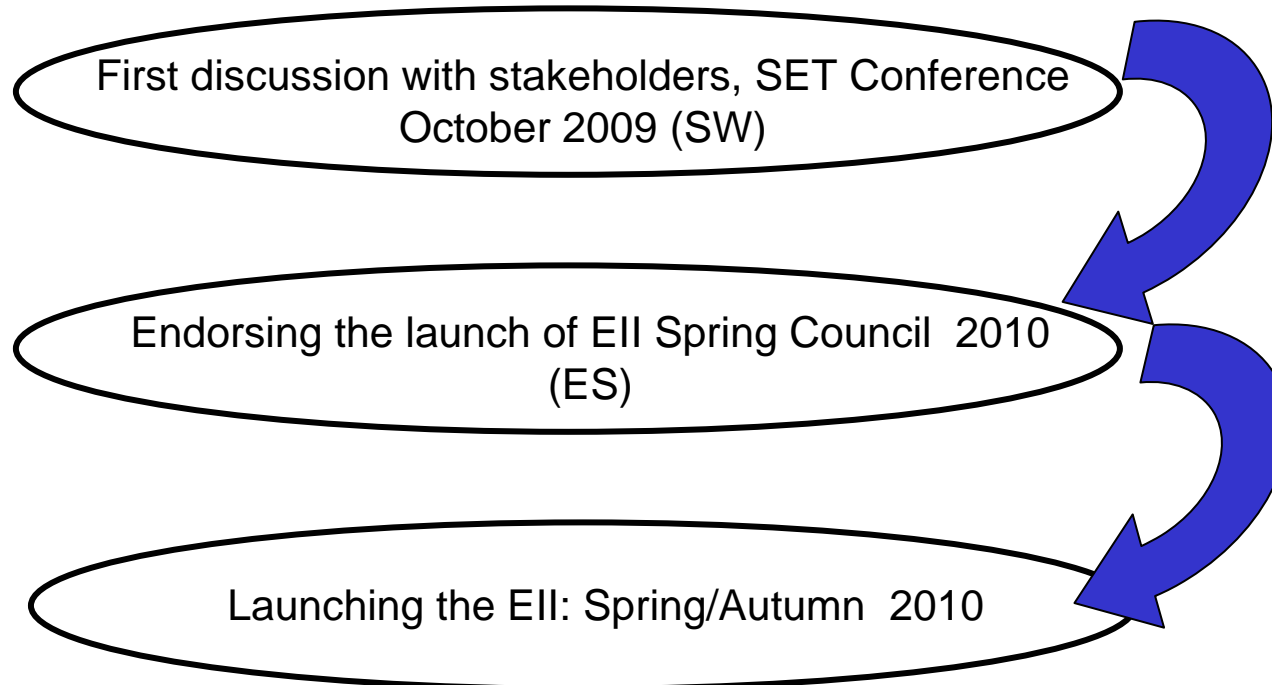 First discussion with stakeholders, SET Conference
October 2009 (SW)
Endorsing the launch of EII Spring Council  2010
(ES)
Launching the EII: Spring/Autumn  2010